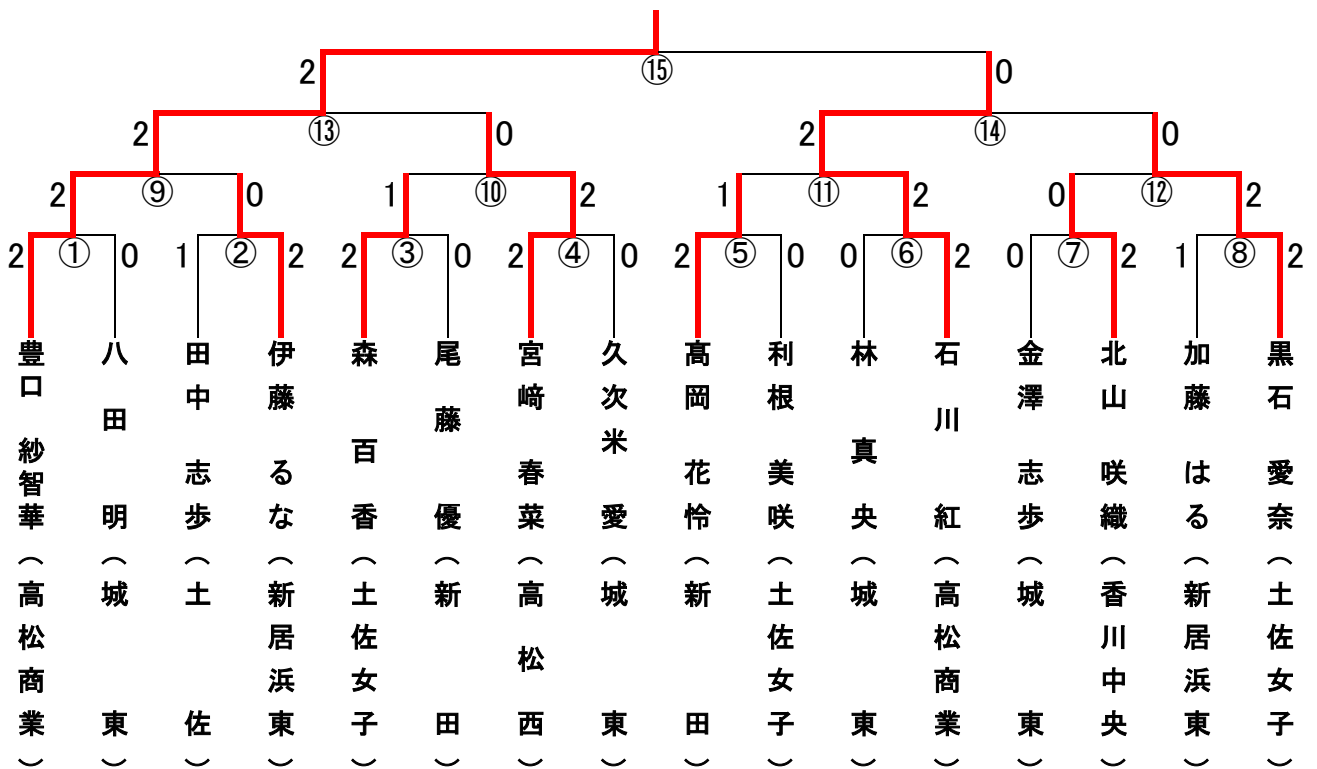 ⑮
2 0
⑬ ⑭
2 0 2 0
⑨ ⑩ ⑪ ⑫
2 0 1 2 1 2 0 2
① ② ③ ④ ⑤ ⑥ ⑦ ⑧
2 0 1 2 2 0 2 0 2 0 0 2 0 2 1 2
豊口 紗智華(高松商業)
八田 明(城東)
田中 志歩(土佐)
伊藤 るな(新居浜東)
森 百香(土佐女子)
尾藤 優(新田)
宮﨑 春菜(高松西)
久次米 愛(城東)
髙岡 花怜(新田)
利根 美咲(土佐女子)
林 真央(城東)
石川 紅(高松商業)
金澤 志歩(城東)
北山 咲織(香川中央)
加藤 はる(新居浜東)
黒石 愛奈(土佐女子)